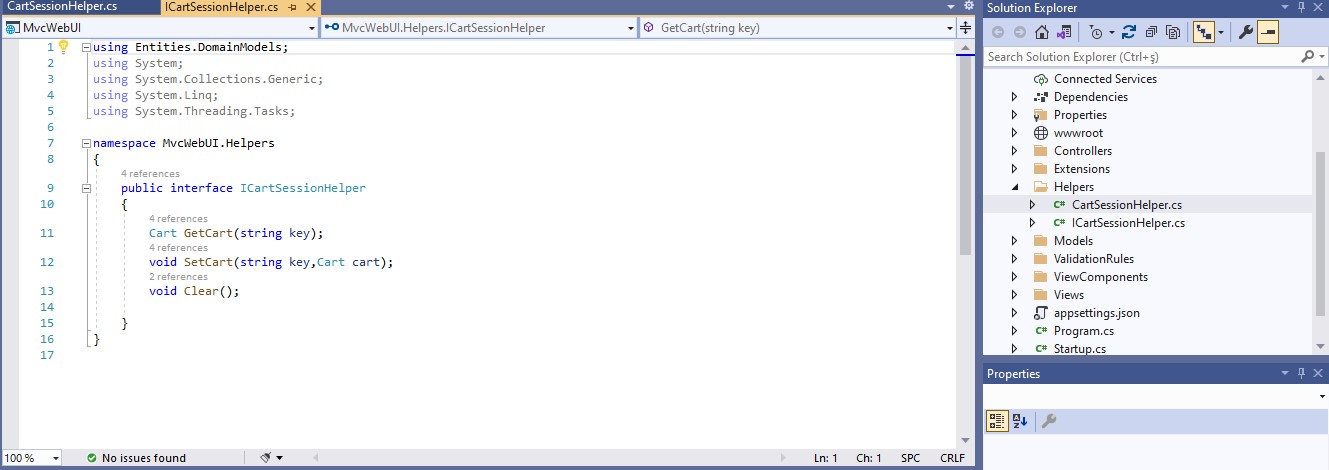 CartSessionHelper.cs
ICartSessionHelper.cs
MvcWebUI
MvcWebUI.Helpers.ICartSessionHelper
GetCart(string key)
1 using Entities.DomainModels;
2 using System;
3 using System.Collections.Generic;
4 using System.Linq;
5 using System.Threading.Tasks;
6
7 namespace MvcWebUI.Helpers
8 {
4 references
9 public interface ICartSessionHelper
10 {
4 references
11 Cart GetCart(string key);
4 references
12 void SetCart(string key,Cart cart);
2 references
13 void Clear();
14
15 }
16 }
17
100 %
No issues found
Ln: 1
Ch: 1
SPC
CRLF
Solution Explorer
Search Solution Explorer (Ctrl+ş)
Connected Services
Dependencies
Properties
wwwroot
Controllers
Extensions
Helpers
C# CartSessionHelper.cs
C# ICartSessionHelper.cs
Models
ValidationRules
ViewComponents
Views
appsettings.json
C# Program.cs
C# Startup.cs
Properties